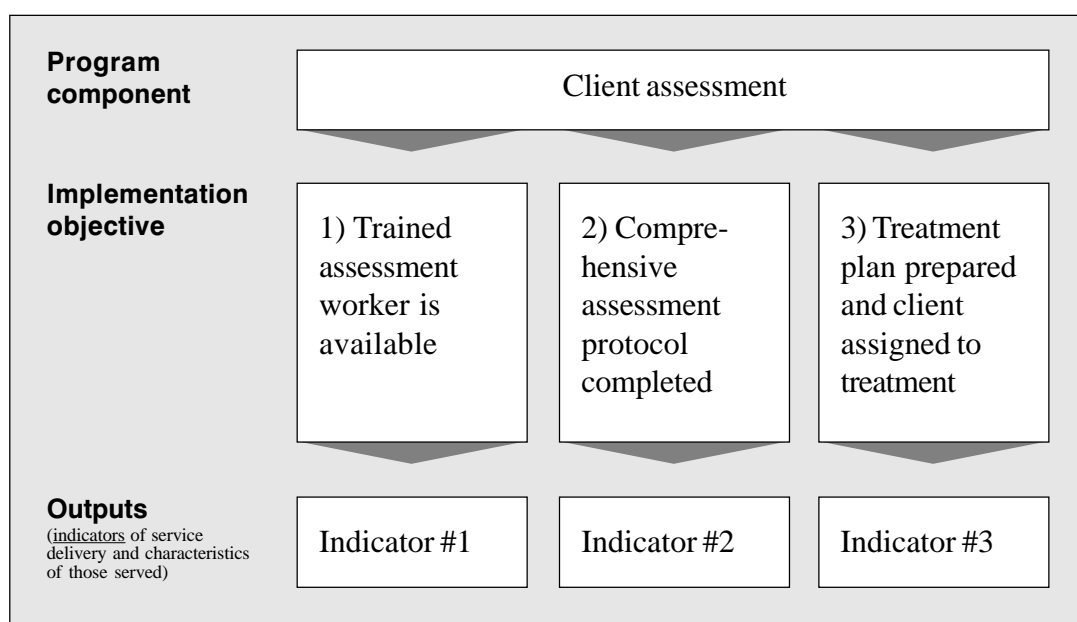 Program
component
Client assessment
Implementation
objective
1) Trained
assessment
worker is
available
2) Compre-
hensive
assessment
protocol
completed
3) Treatment
plan prepared
and client
assigned to
treatment
Outputs
(indicators of service
delivery and characteristics
of those served)
Indicator #1
Indicator #2
Indicator #3